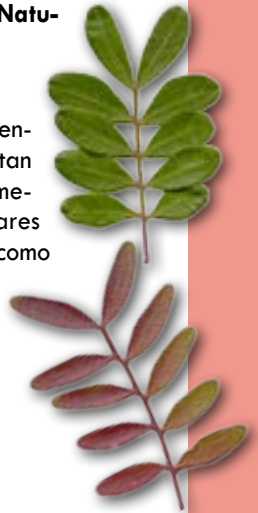 Natu-
en-
tan
me-
ares
como